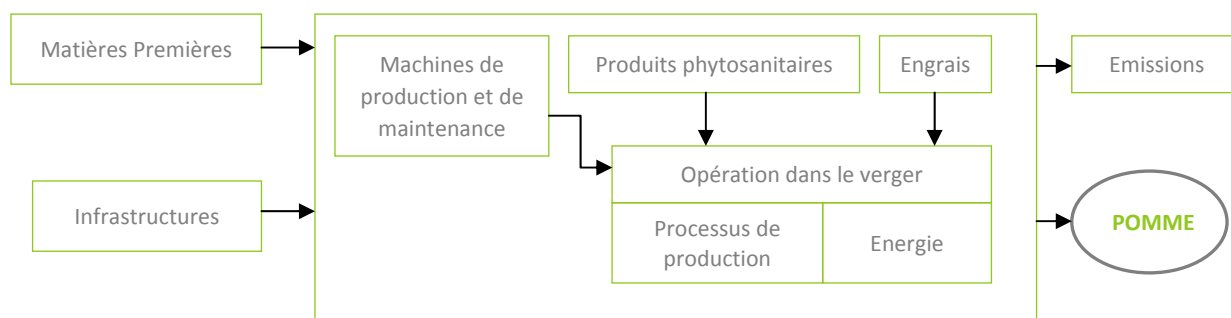 Matières Premières
Machines de
production et de
maintenance
Produits phytosanitaires
Engrais
Emissions
Opération dans le verger
Infrastructures
Processus de
production
Energie
POMME